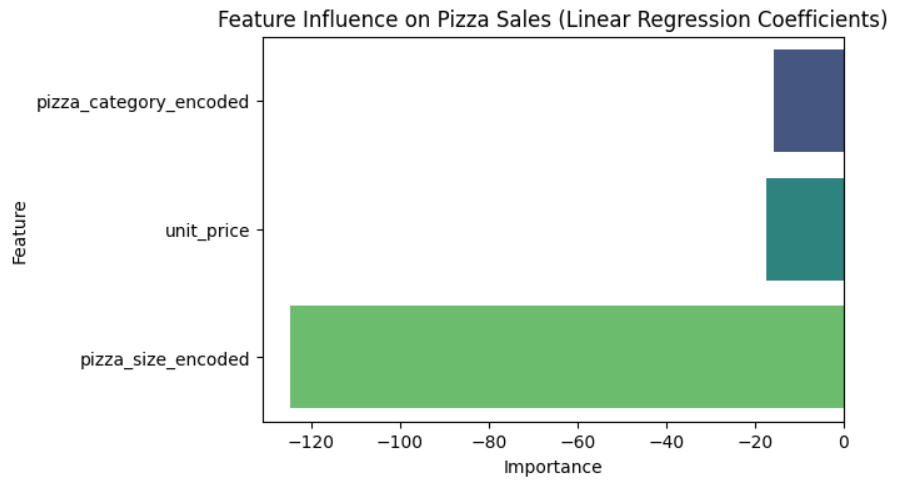 Feature Influence on Pizza Sales (Linear Regression Coefficients)
pizza_category_encoded
unit_price
pizza_size_encoded
Feature
−120 −100 −80 −60 −40 −20 0
Importance